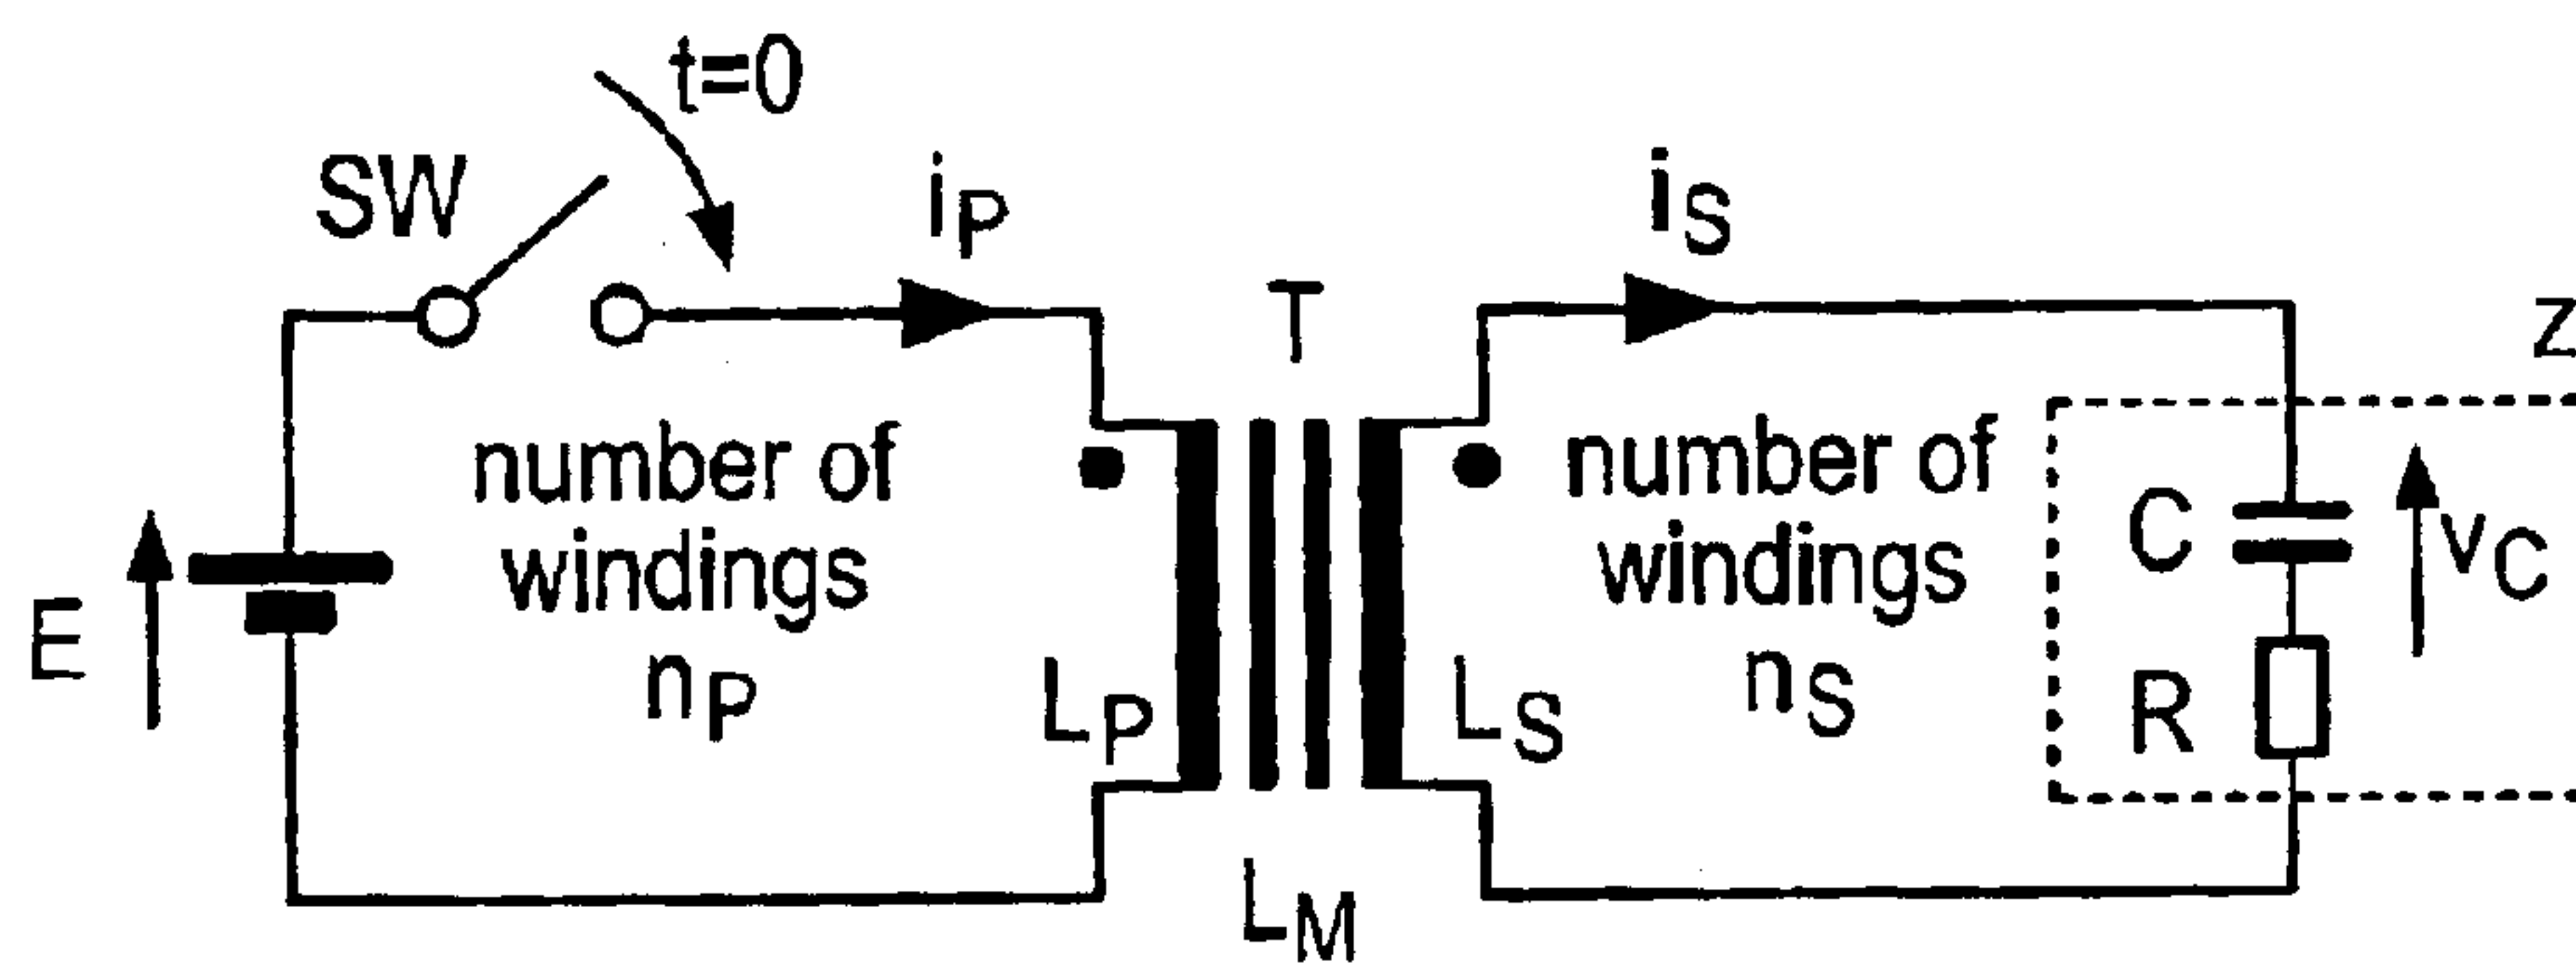 t=0
SW
iP
iS
T
Z
number of
windings
nP
number of
windings
nS
E
LP
LS
C
vC
R
LM